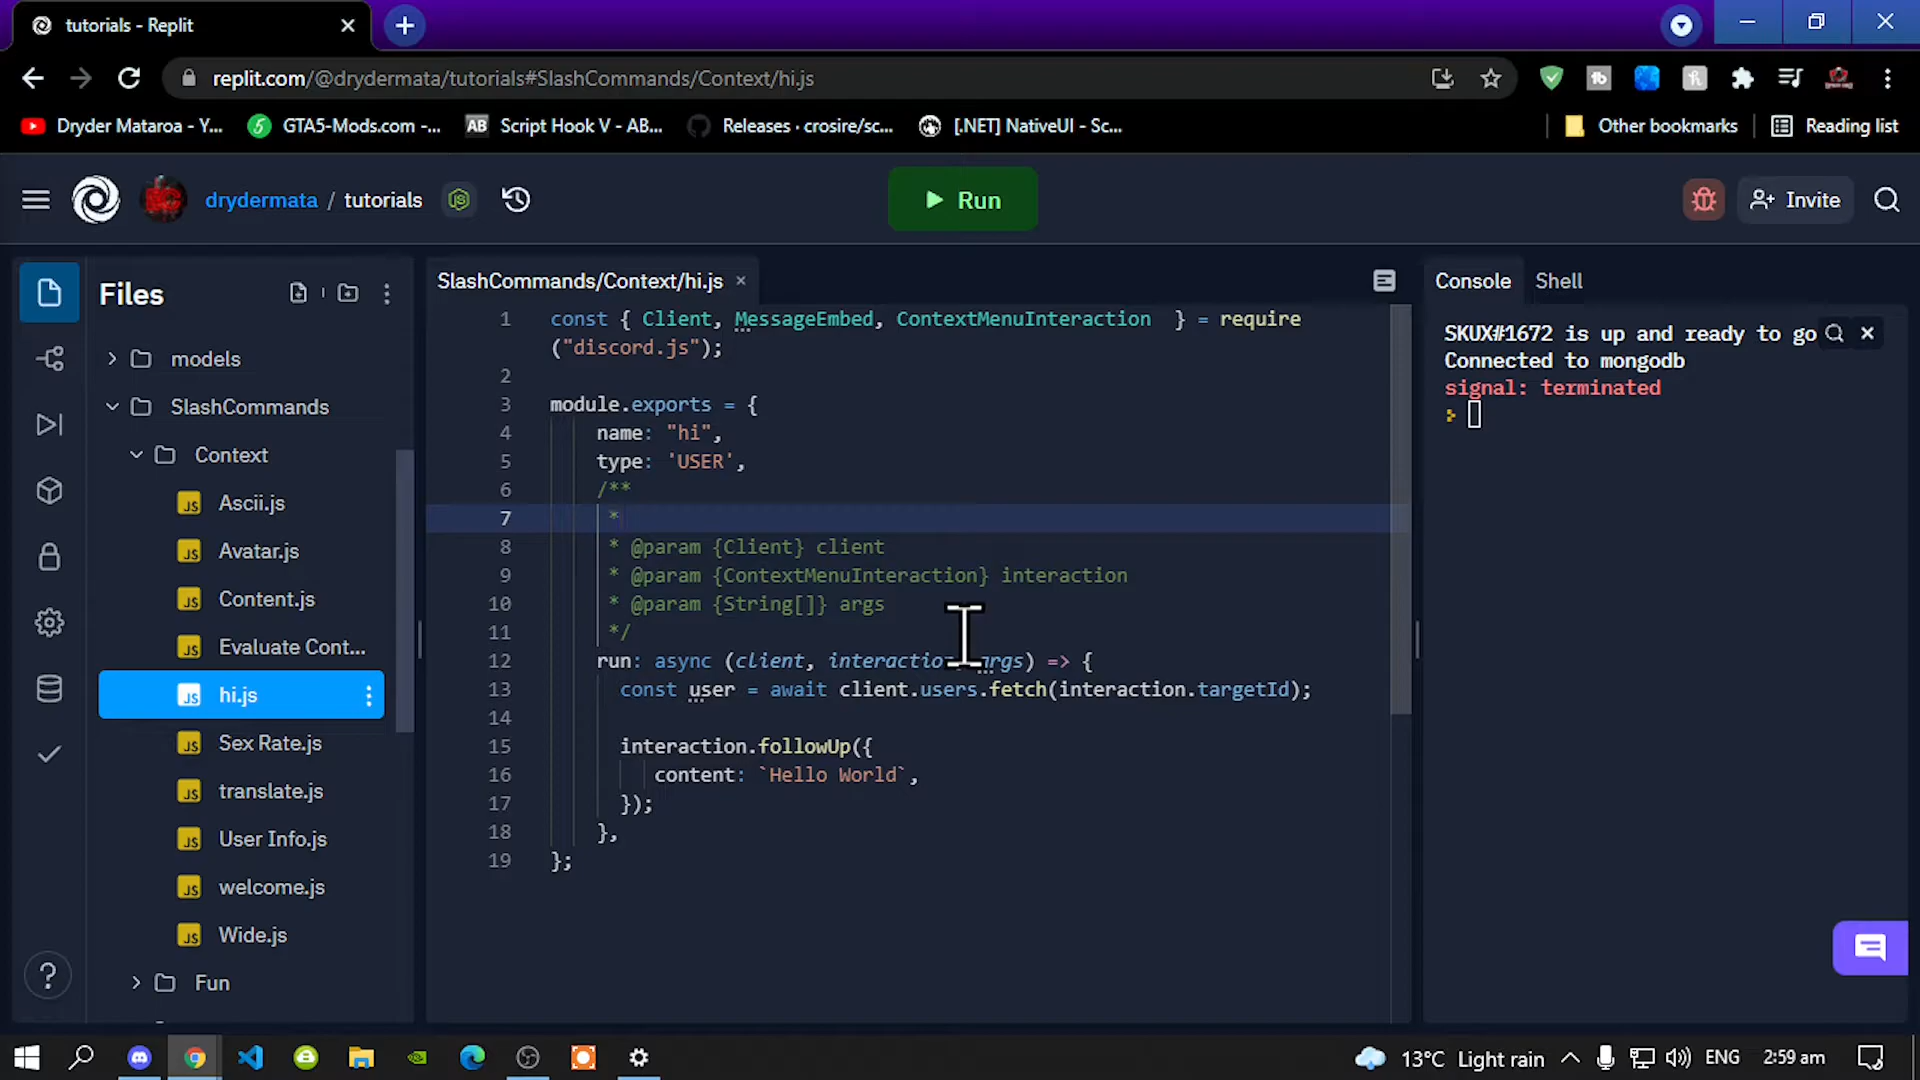 tutorials - Replit
replit.com/@drydermata/tutorials#SlashCommands/Context/hi.js
Dryder Mataroa - Y... GTA5-Mods.com -... AB Script Hook V - AB... Releases · crosire/sc... [.NET] NativeUI - Sc... Other bookmarks Reading list
drydermata / tutorials Run Invite
Files
models
SlashCommands
Context
Ascii.js
Avatar.js
Content.js
Evaluate Cont...
hi.js
Sex Rate.js
translate.js
User Info.js
welcome.js
Wide.js
Fun
SlashCommands/Context/hi.js
1 const { Client, MessageEmbed, ContextMenuInteraction } = require
("discord.js");
2
3 module.exports = {
4 name: "hi",
5 type: 'USER',
6 /**
7 *
8 * @param {Client} client
9 * @param {ContextMenuInteraction} interaction
10 * @param {String[]} args
11 */
12 run: async (client, interaction, args) => {
13 const user = await client.users.fetch(interaction.targetId);
14
15 interaction.followUp({
16 content: `Hello World`,
17 });
18 },
19 };
Console Shell
SKUX#1672 is up and ready to go
Connected to mongodb
signal: terminated
13°C Light rain ENG 2:59 am